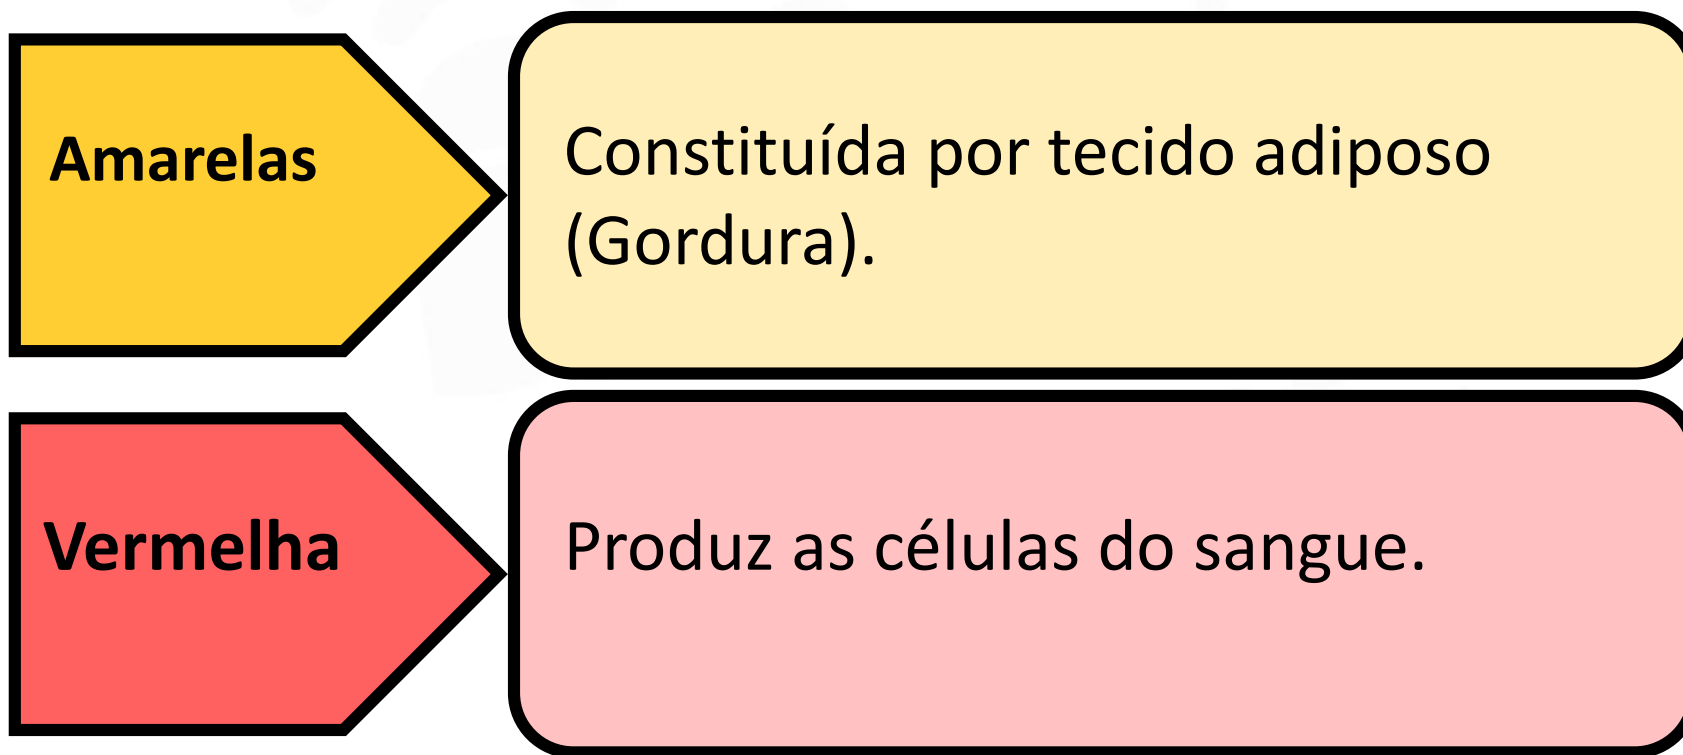 Amarelas
Constituída por tecido adiposo
(Gordura).
Vermelha
Produz as células do sangue.